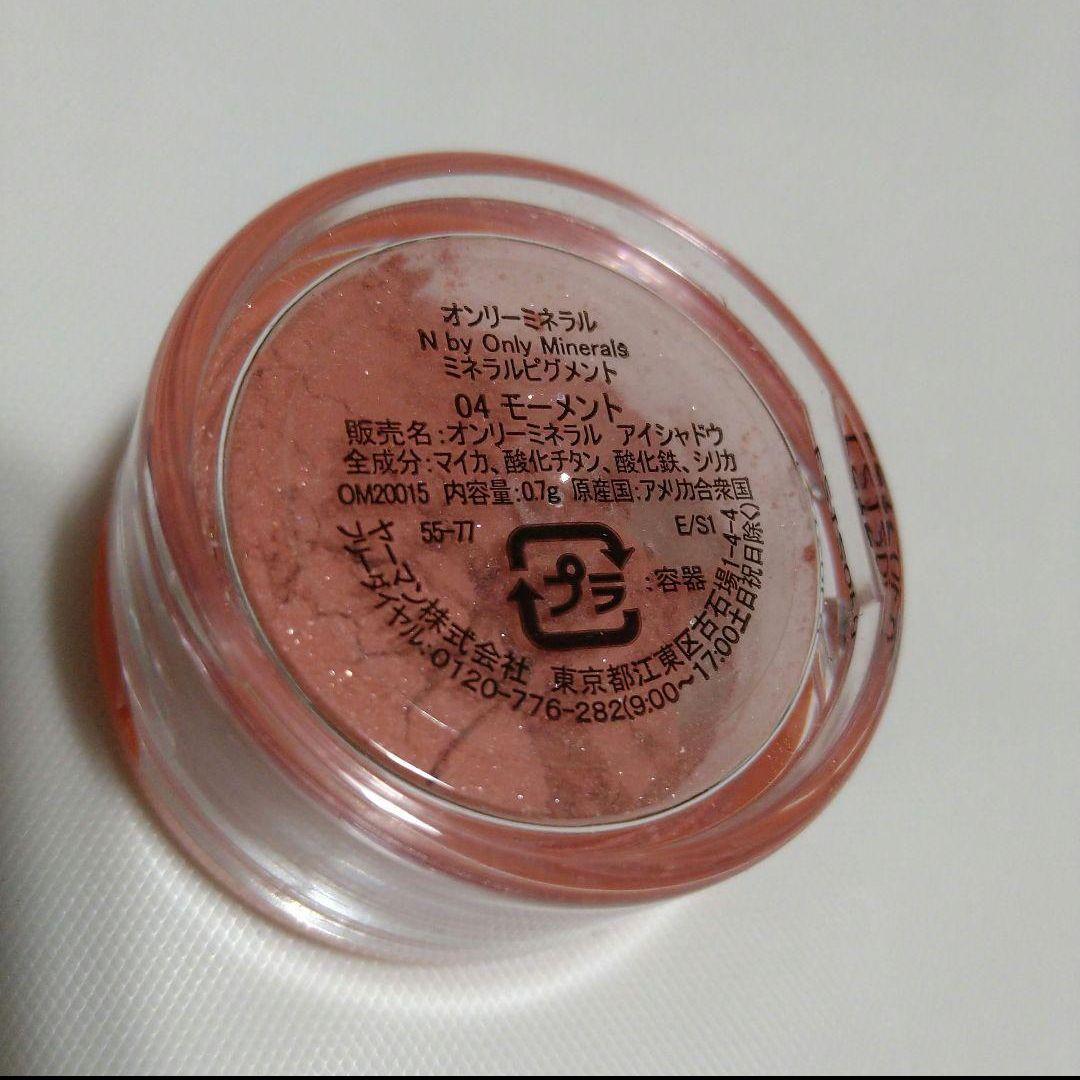 オンリーミネラル
N by Only Minerals
ミネラルピグメント
04 モーメント
販売名:オンリーミネラル アイシャドウ
全成分:マイカ、酸化チタン、酸化鉄、シリカ
OM20015 内容量:0.7g 原産国:アメリカ合衆国
55-77 E/S1
プラ :容器
ヤーマン株式会社 東京都江東区古石場1-4-4
フリーダイヤル:0120-776-282(9:00~17:00土日祝日除く)